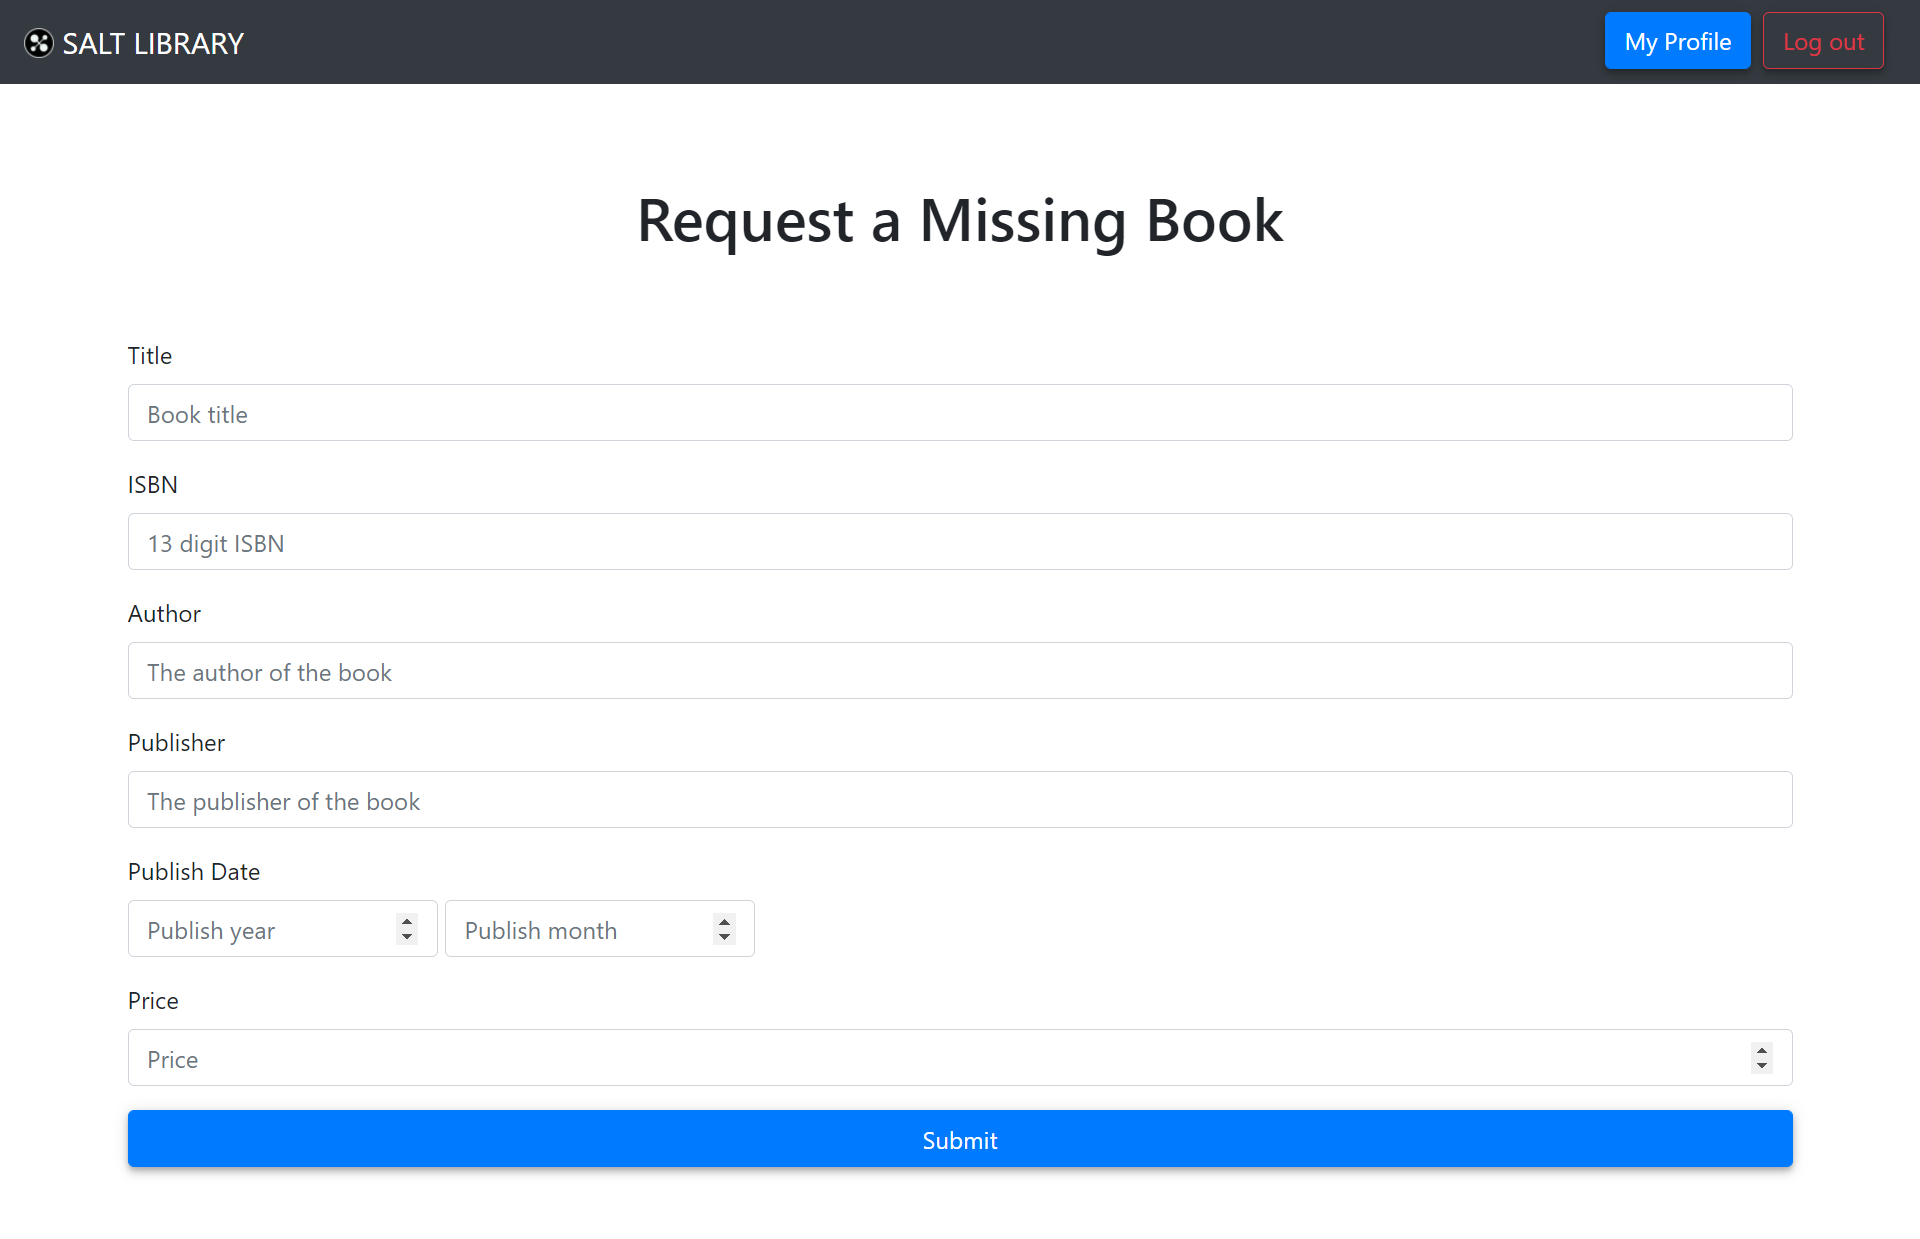 SALT LIBRARY
My Profile
Log out
Request a Missing Book
Title
Book title
ISBN
13 digit ISBN
Author
The author of the book
Publisher
The publisher of the book
Publish Date
Publish year
Publish month
Price
Price
Submit